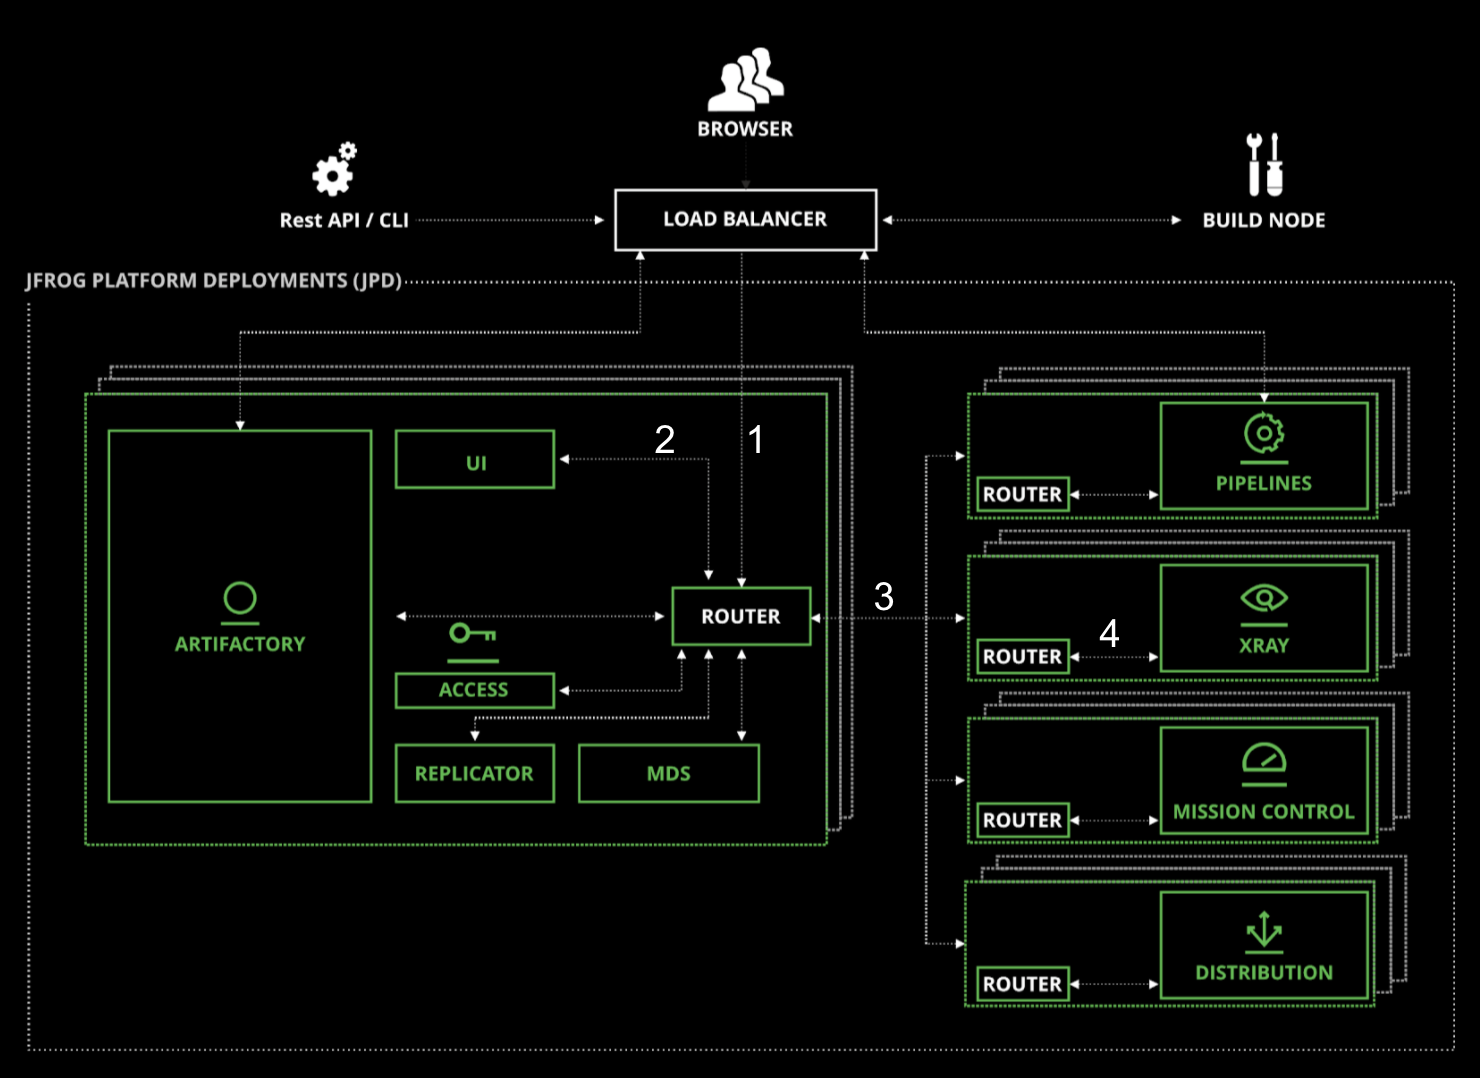 BROWSER
Rest API / CLI
LOAD BALANCER
BUILD NODE
JFROG PLATFORM DEPLOYMENTS (JPD)
UI
2
1
ARTIFACTORY
ROUTER
3
ACCESS
REPLICATOR
MDS
ROUTER
PIPELINES
ROUTER
4
XRAY
ROUTER
MISSION CONTROL
ROUTER
DISTRIBUTION